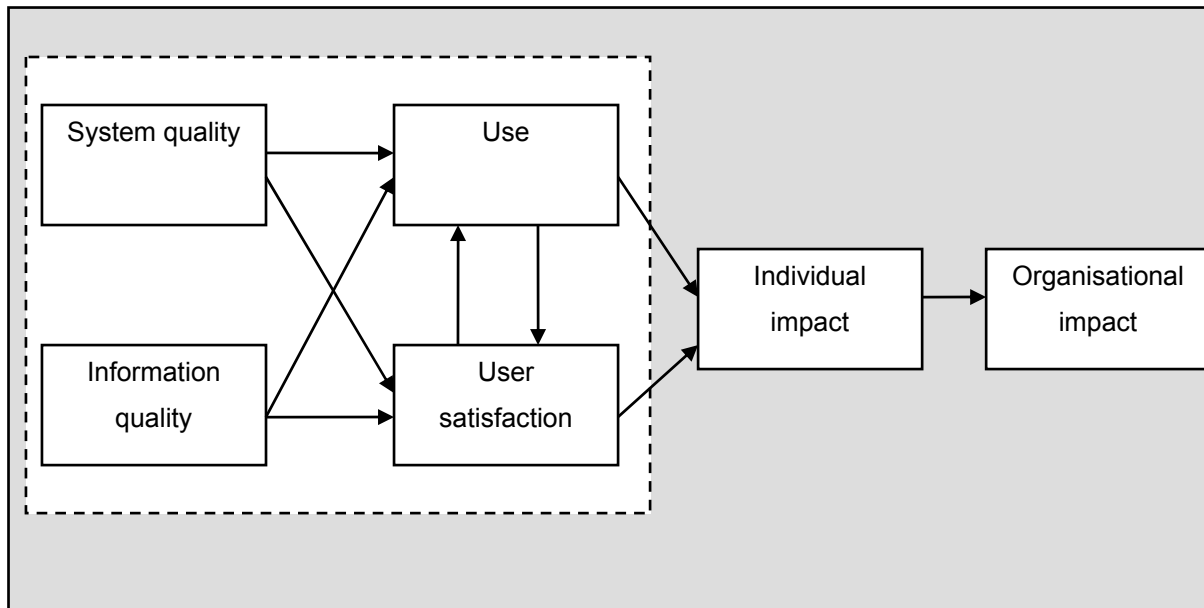 System quality
Use
Information
quality
User
satisfaction
Individual
impact
Organisational
impact